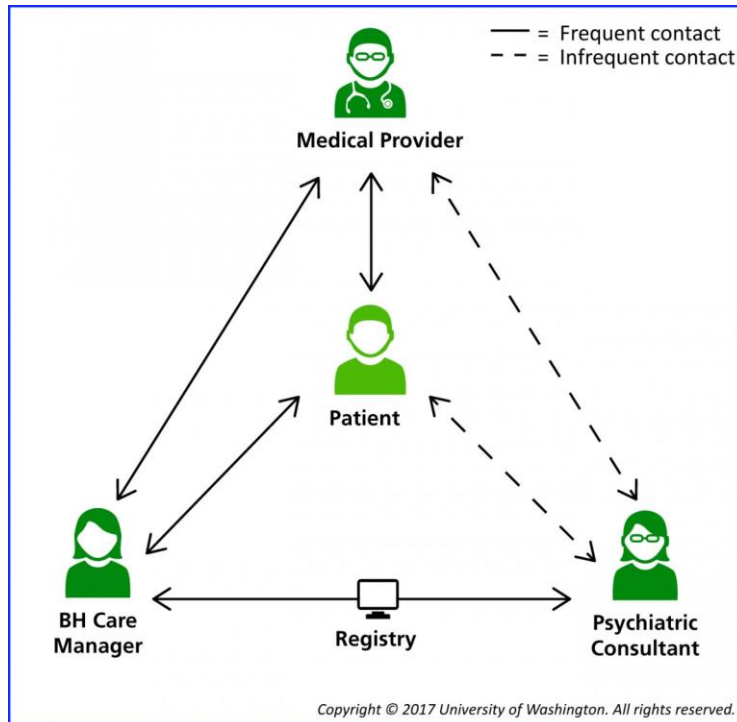 — = Frequent contact
– – – = Infrequent contact
Medical Provider
Patient
BH Care
Manager
Registry
Psychiatric
Consultant
Copyright © 2017 University of Washington. All rights reserved.